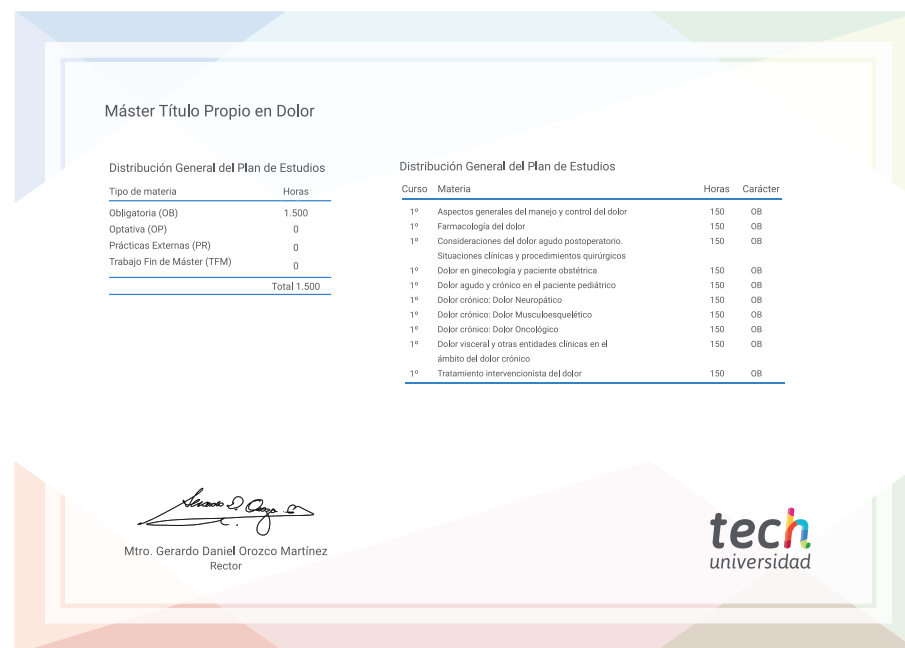 Máster Título Propio en Dolor
Distribución General del Plan de Estudios
Tipo de materia Horas
Obligatoria (OB) 1.500
Optativa (OP) 0
Prácticas Externas (PR) 0
Trabajo Fin de Máster (TFM) 0
Total 1.500
Distribución General del Plan de Estudios
Curso Materia Horas Carácter
1º Aspectos generales del manejo y control del dolor 150 OB
1º Farmacología del dolor 150 OB
1º Consideraciones del dolor agudo postoperatorio. 150 OB
Situaciones clínicas y procedimientos quirúrgicos
1º Dolor en ginecología y paciente obstétrica 150 OB
1º Dolor agudo y crónico en el paciente pediátrico 150 OB
1º Dolor crónico: Dolor Neuropático 150 OB
1º Dolor crónico: Dolor Musculoesquelético 150 OB
1º Dolor crónico: Dolor Oncológico 150 OB
1º Dolor visceral y otras entidades clínicas en el 150 OB
ámbito del dolor crónico
1º Tratamiento intervencionista del dolor 150 OB
Mtro. Gerardo Daniel Orozco Martínez
Rector
tech
universidad